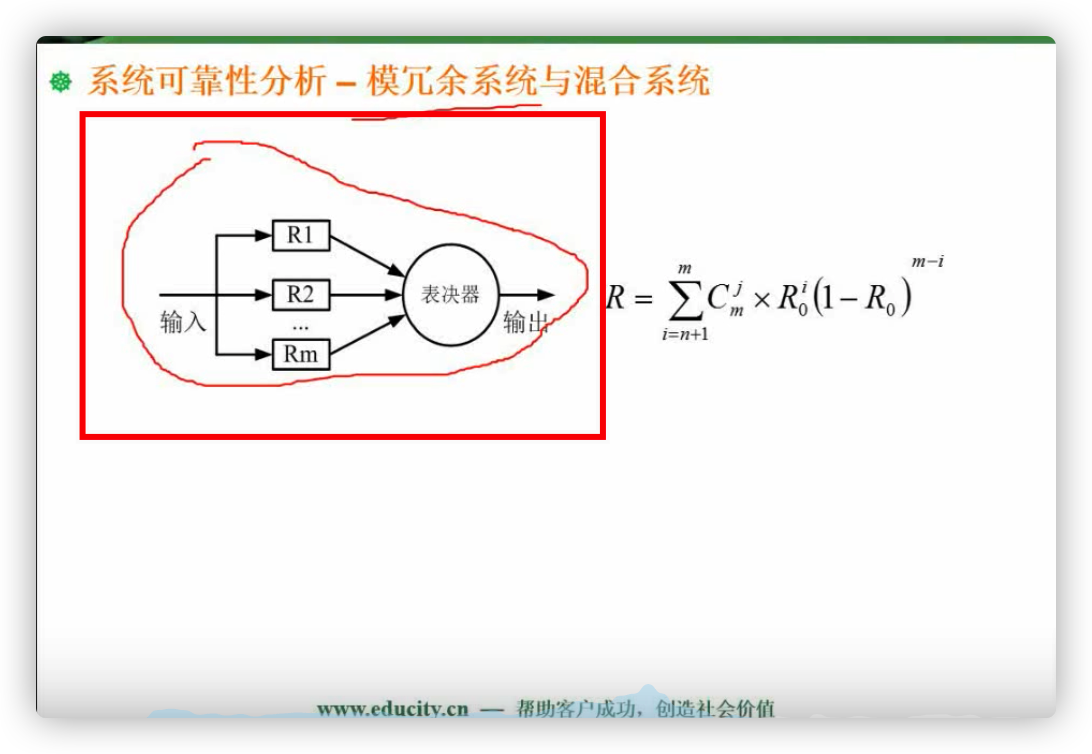 系统可靠性分析 – 模冗余系统与混合系统
R1
R2
...
Rm
输入
表决器
输出
R = ∑_{i=n+1}^{m} C_m^j × R_0^i (1 − R_0)^{m−i}
www.educity.cn — 帮助客户成功，创造社会价值